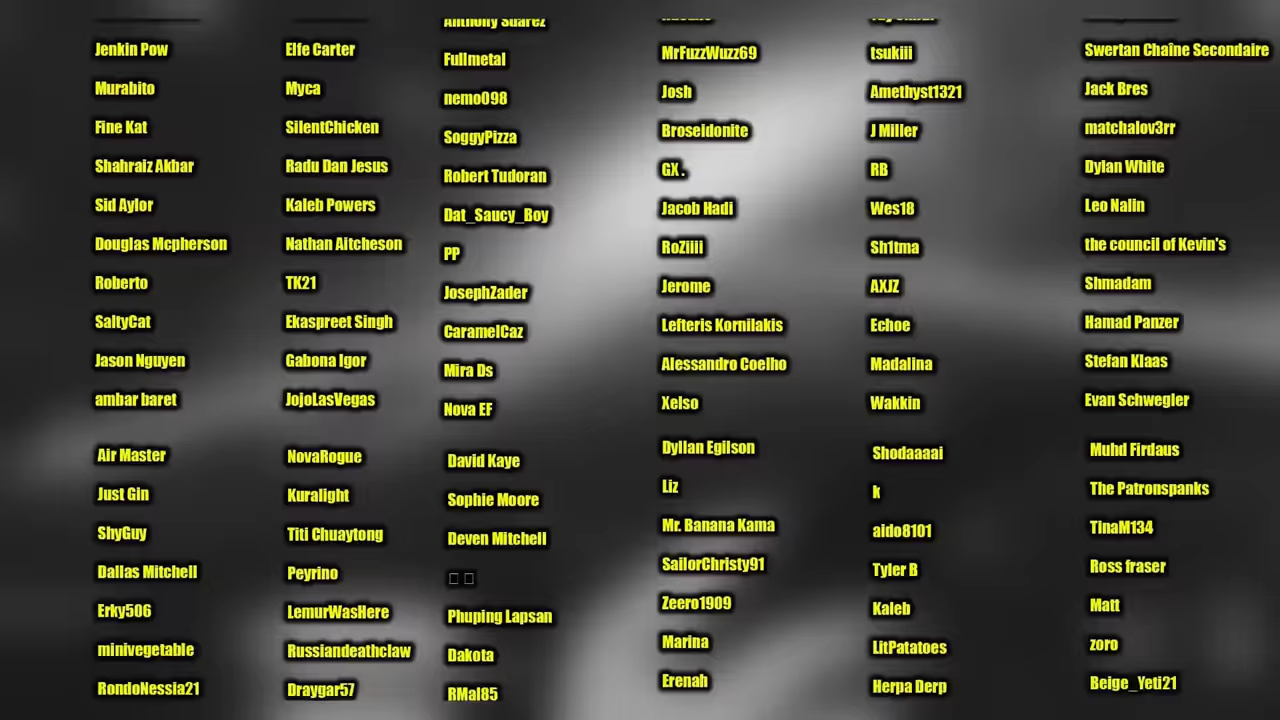 Anthony Suarez
Jenkin Pow
Murabito
Fine Kat
Shahraiz Akbar
Sid Aylor
Douglas Mcpherson
Roberto
SaltyCat
Jason Nguyen
ambar baret
Air Master
Just Gin
ShyGuy
Dallas Mitchell
Erky506
minivegetable
RondoNessia21
Elfe Carter
Myca
SilentChicken
Radu Dan Jesus
Kaleb Powers
Nathan Aitcheson
TK21
Ekaspreet Singh
Gabona Igor
JojoLasVegas
NovaRogue
Kuralight
Titi Chuaytong
Peyrino
LemurWasHere
Russiandeathclaw
Draygar57
Fullmetal
nemo098
SoggyPizza
Robert Tudoran
Dat_Saucy_Boy
PP
JosephZader
CaramelCaz
Mira Ds
Nova EF
David Kaye
Sophie Moore
Deven Mitchell
Phuping Lapsan
Dakota
RMal85
MrFuzzWuzz69
Josh
Broseidonite
GX .
Jacob Hadi
RoZiiii
Jerome
Lefteris Kornilakis
Alessandro Coelho
Xelso
Dyllan Egilson
Liz
Mr. Banana Kama
SailorChristy91
Zeero1909
Marina
Erenah
tsukiii
Amethyst1321
J Miller
RB
Wes18
Sh1tma
AXJZ
Echoe
Madalina
Wakkin
Shodaaaai
k
aido8101
Tyler B
Kaleb
LitPatatoes
Herpa Derp
Swertan Chaîne Secondaire
Jack Bres
matchalov3rr
Dylan White
Leo Nalin
the council of Kevin's
Shmadam
Hamad Panzer
Stefan Klaas
Evan Schwegler
Muhd Firdaus
The Patronspanks
TinaM134
Ross fraser
Matt
zoro
Beige_Yeti21